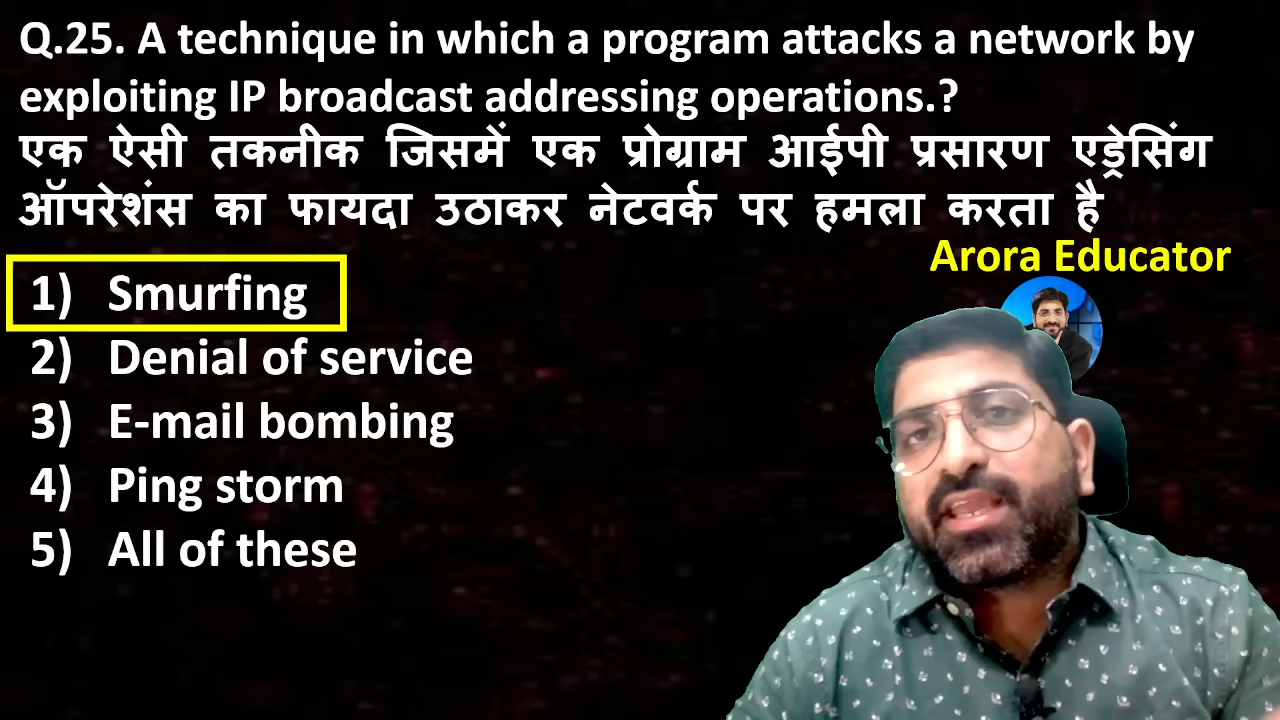 Q.25. A technique in which a program attacks a network by
exploiting IP broadcast addressing operations.?
एक ऐसी तकनीक जिसमें एक प्रोग्राम आईपी प्रसारण एड्रेसिंग
ऑपरेशंस का फायदा उठाकर नेटवर्क पर हमला करता है
Arora Educator
1) Smurfing
2) Denial of service
3) E-mail bombing
4) Ping storm
5) All of these